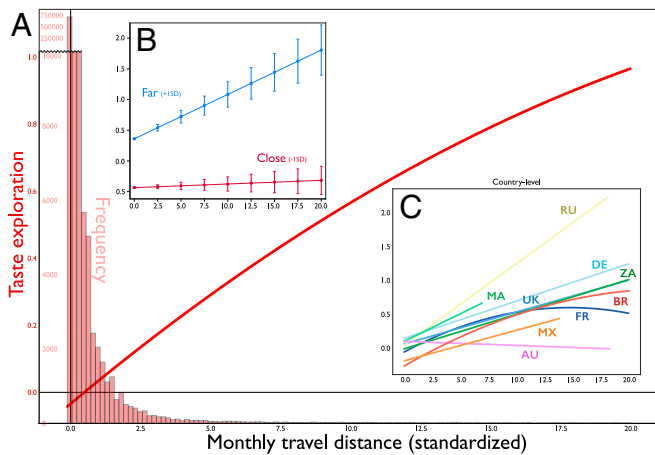 A
750000
500000
250000
10000
8000
6000
4000
2000
0
1.0
0.8
0.6
0.4
0.2
0.0
Taste exploration
Frequency
0.0 2.5 5.0 7.5 10.0 12.5 15.0 17.5 20.0
Monthly travel distance (standardized)
B
2.0
1.5
1.0
0.5
0.0
0.5
Far (+1SD)
Close (-1SD)
0.0 2.5 5.0 7.5 10.0 12.5 15.0 17.5 20.0
Country-level
C
2.0
1.5
1.0
0.5
0.0
RU
DE
ZA
MA
UK
BR
FR
MX
AU
0.0 2.5 5.0 7.5 10.0 12.5 15.0 17.5 20.0